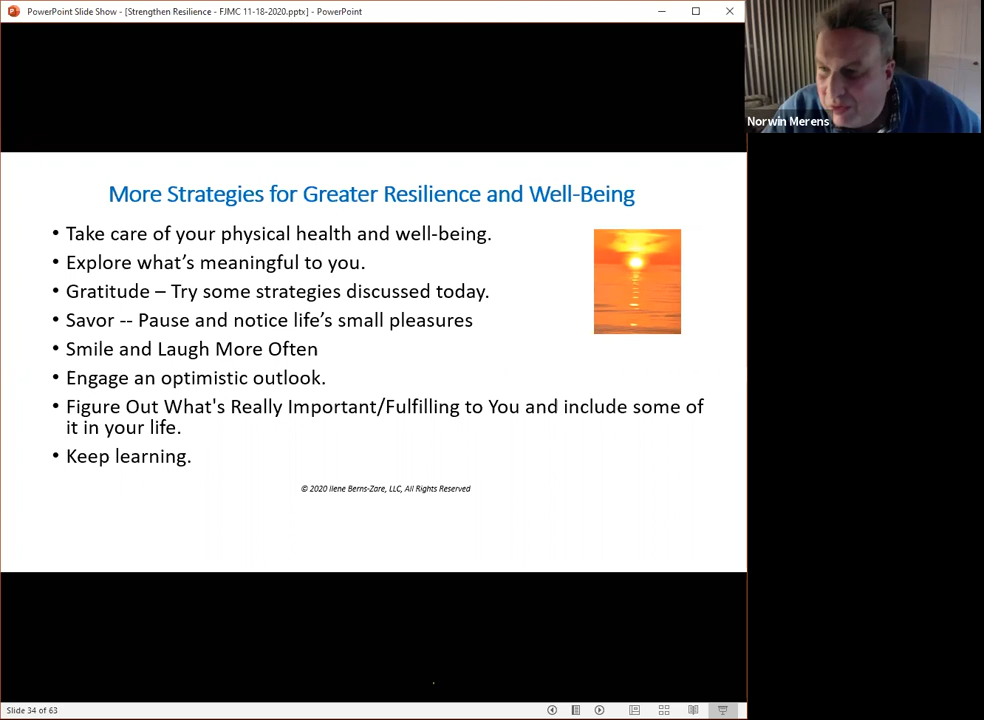 PowerPoint Slide Show - [Strengthen Resilience - FJMC 11-18-2020.pptx] - PowerPoint
Norwin Merens
More Strategies for Greater Resilience and Well-Being
• Take care of your physical health and well-being.
• Explore what’s meaningful to you.
• Gratitude – Try some strategies discussed today.
• Savor -- Pause and notice life’s small pleasures
• Smile and Laugh More Often
• Engage an optimistic outlook.
• Figure Out What's Really Important/Fulfilling to You and include some of
it in your life.
• Keep learning.
© 2020 Ilene Berns-Zare, LLC, All Rights Reserved
Slide 34 of 63